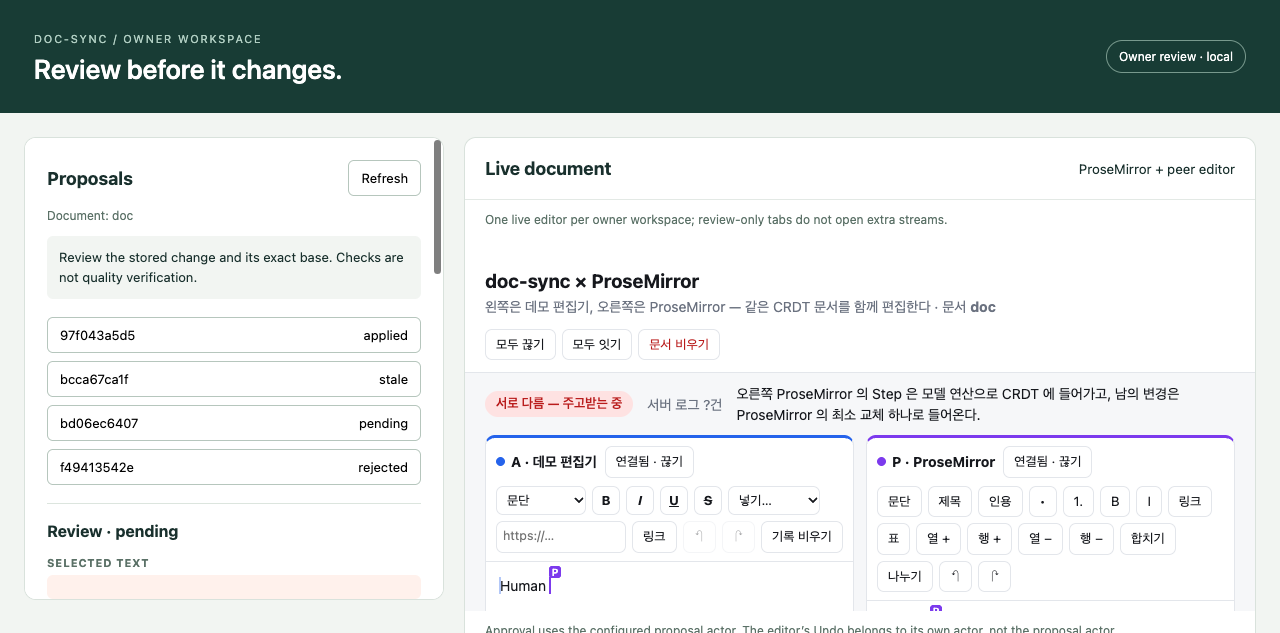 DOC-SYNC / OWNER WORKSPACE
Review before it changes.
Owner review · local
Proposals
Refresh
Document: doc
Review the stored change and its exact base. Checks are
not quality verification.
97f043a5d5 applied
bcca67ca1f stale
bd06ec6407 pending
f49413542e rejected
Review · pending
SELECTED TEXT
Live document
ProseMirror + peer editor
One live editor per owner workspace; review-only tabs do not open extra streams.
doc-sync × ProseMirror
왼쪽은 데모 편집기, 오른쪽은 ProseMirror — 같은 CRDT 문서를 함께 편집한다 · 문서 doc
모두 끊기 모두 잇기 문서 비우기
서로 다름 — 주고받는 중 서버 로그 ?건
오른쪽 ProseMirror 의 Step 은 모델 연산으로 CRDT 에 들어가고, 남의 변경은
ProseMirror 의 최소 교체 하나로 들어온다.
A · 데모 편집기 연결됨 · 끊기
문단 B I U S 넣기…
https://… 링크 기록 비우기
Human P
P · ProseMirror 연결됨 · 끊기
문단 제목 인용 • 1. B I 링크
표 열 + 행 + 열 − 행 − 합치기
나누기
P
Approval uses the configured proposal actor. The editor's Undo belongs to its own actor, not the proposal actor.